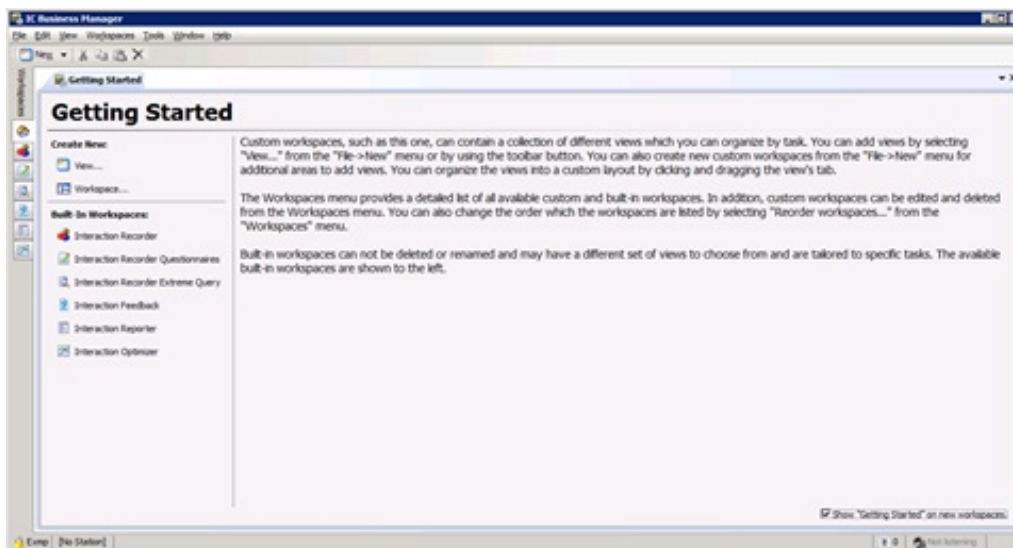 IC Business Manager
File Edit View Workspaces Tools Window Help
New
Workspaces
Getting Started
Getting Started
Create New:
View...
Workspace...
Built-In Workspaces:
Interaction Recorder
Interaction Recorder Questionnaires
Interaction Recorder Extreme Query
Interaction Feedback
Interaction Reporter
Interaction Optimizer
Custom workspaces, such as this one, can contain a collection of different views which you can organize by task. You can add views by selecting
"View..." from the "File->New" menu or by using the toolbar button. You can also create new custom workspaces from the "File->New" menu for
additional areas to add views. You can organize the views into a custom layout by clicking and dragging the view's tab.
The Workspaces menu provides a detailed list of all available custom and built-in workspaces. In addition, custom workspaces can be edited and deleted
from the Workspaces menu. You can also change the order which the workspaces are listed by selecting "Reorder workspaces..." from the
"Workspaces" menu.
Built-in workspaces can not be deleted or renamed and may have a different set of views to choose from and are tailored to specific tasks. The available
built-in workspaces are shown to the left.
Show "Getting Started" on new workspaces.
[No Station]
0
Not listening